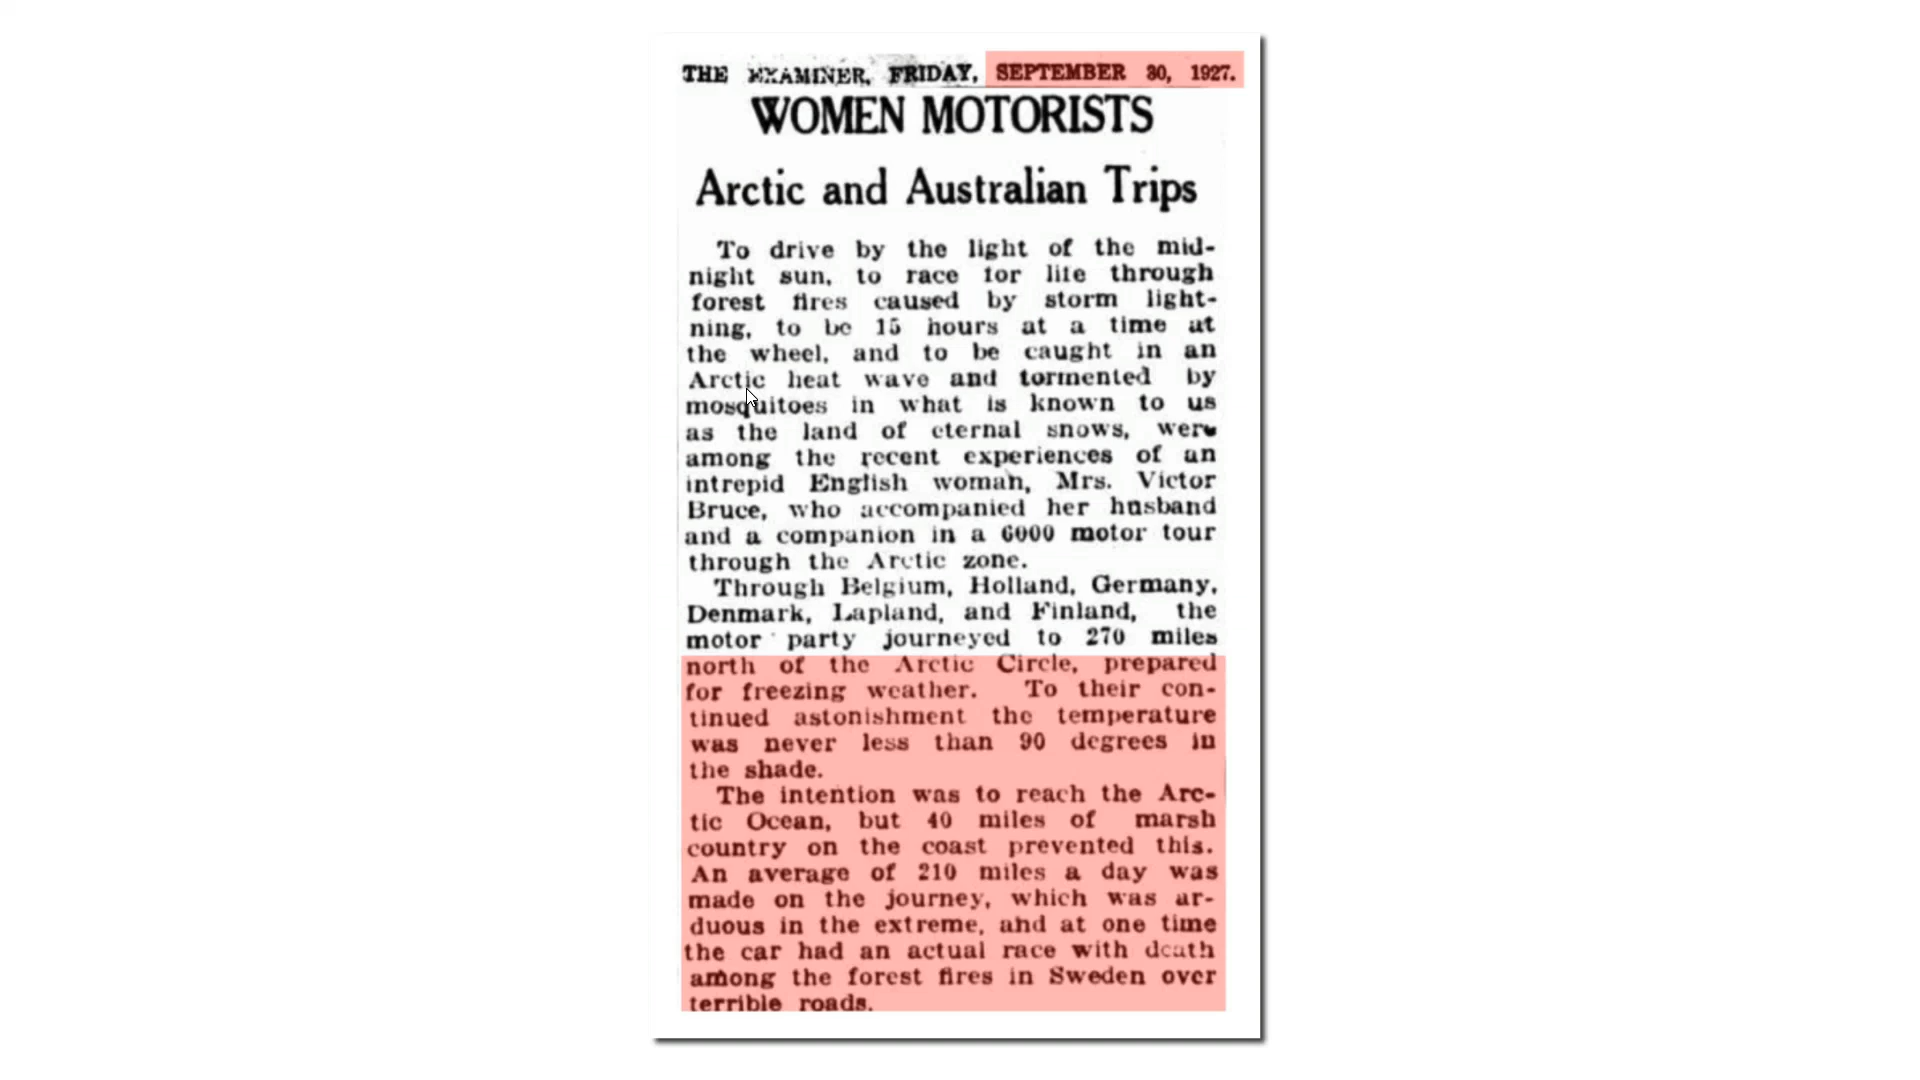 THE EXAMINER, FRIDAY, SEPTEMBER 30, 1927.
WOMEN MOTORISTS
Arctic and Australian Trips
To drive by the light of the mid-
night sun, to race for life through
forest fires caused by storm light-
ning, to be 15 hours at a time at
the wheel, and to be caught in an
Arctic heat wave and tormented by
mosquitoes in what is known to us
as the land of eternal snows, were
among the recent experiences of an
intrepid English woman, Mrs. Victor
Bruce, who accompanied her husband
and a companion in a 6000 motor tour
through the Arctic zone.
Through Belgium, Holland, Germany,
Denmark, Lapland, and Finland, the
motor party journeyed to 270 miles
north of the Arctic Circle, prepared
for freezing weather. To their con-
tinued astonishment the temperature
was never less than 90 degrees in
the shade.
The intention was to reach the Arc-
tic Ocean, but 40 miles of marsh
country on the coast prevented this.
An average of 210 miles a day was
made on the journey, which was ar-
duous in the extreme, and at one time
the car had an actual race with death
among the forest fires in Sweden over
terrible roads.